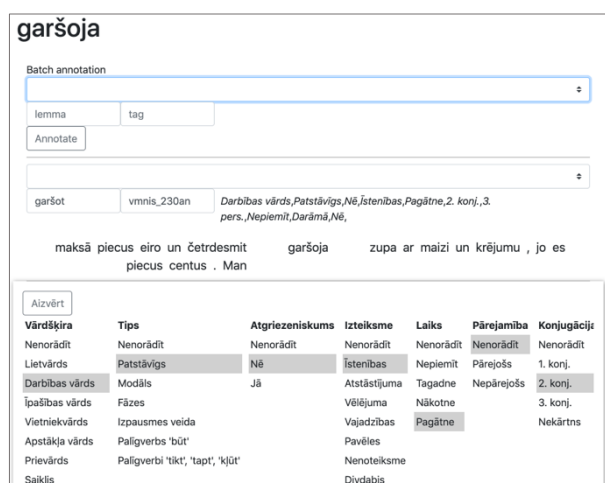 garšoja
Batch annotation
lemma tag
Annotate
garšot vmnis_230an Darbības vārds,Patstāvīgs,Nē,Īstenības,Pagātne,2. konj.,3.
pers.,Nepiemīt,Darāmā,Nē,
maksā piecus eiro un četrdesmit garšoja zupa ar maizi un krējumu , jo es
piecus centus . Man
Aizvērt
Vārdšķira Tips Atgriezeniskums Izteiksme Laiks Pārejamība Konjugācija
Nenorādīt Nenorādīt Nenorādīt Nenorādīt Nenorādīt Nenorādīt Nenorādīt
Lietvārds Patstāvīgs Nē Īstenības Nepiemīt Pārejošs 1. konj.
Darbības vārds Modāls Jā Atstāstījuma Tagadne Nepārejošs 2. konj.
Īpašības vārds Fāzes Vēlējuma Nākotne 3. konj.
Vietniekvārds Izpausmes veida Vajadzības Pagātne Nekārtns
Apstākļa vārds Palīgverbs 'būt' Pavēles
Prievārds Palīgverbi 'tikt', 'tapt', 'kļūt' Nenoteiksme
Saiklis Divdabis